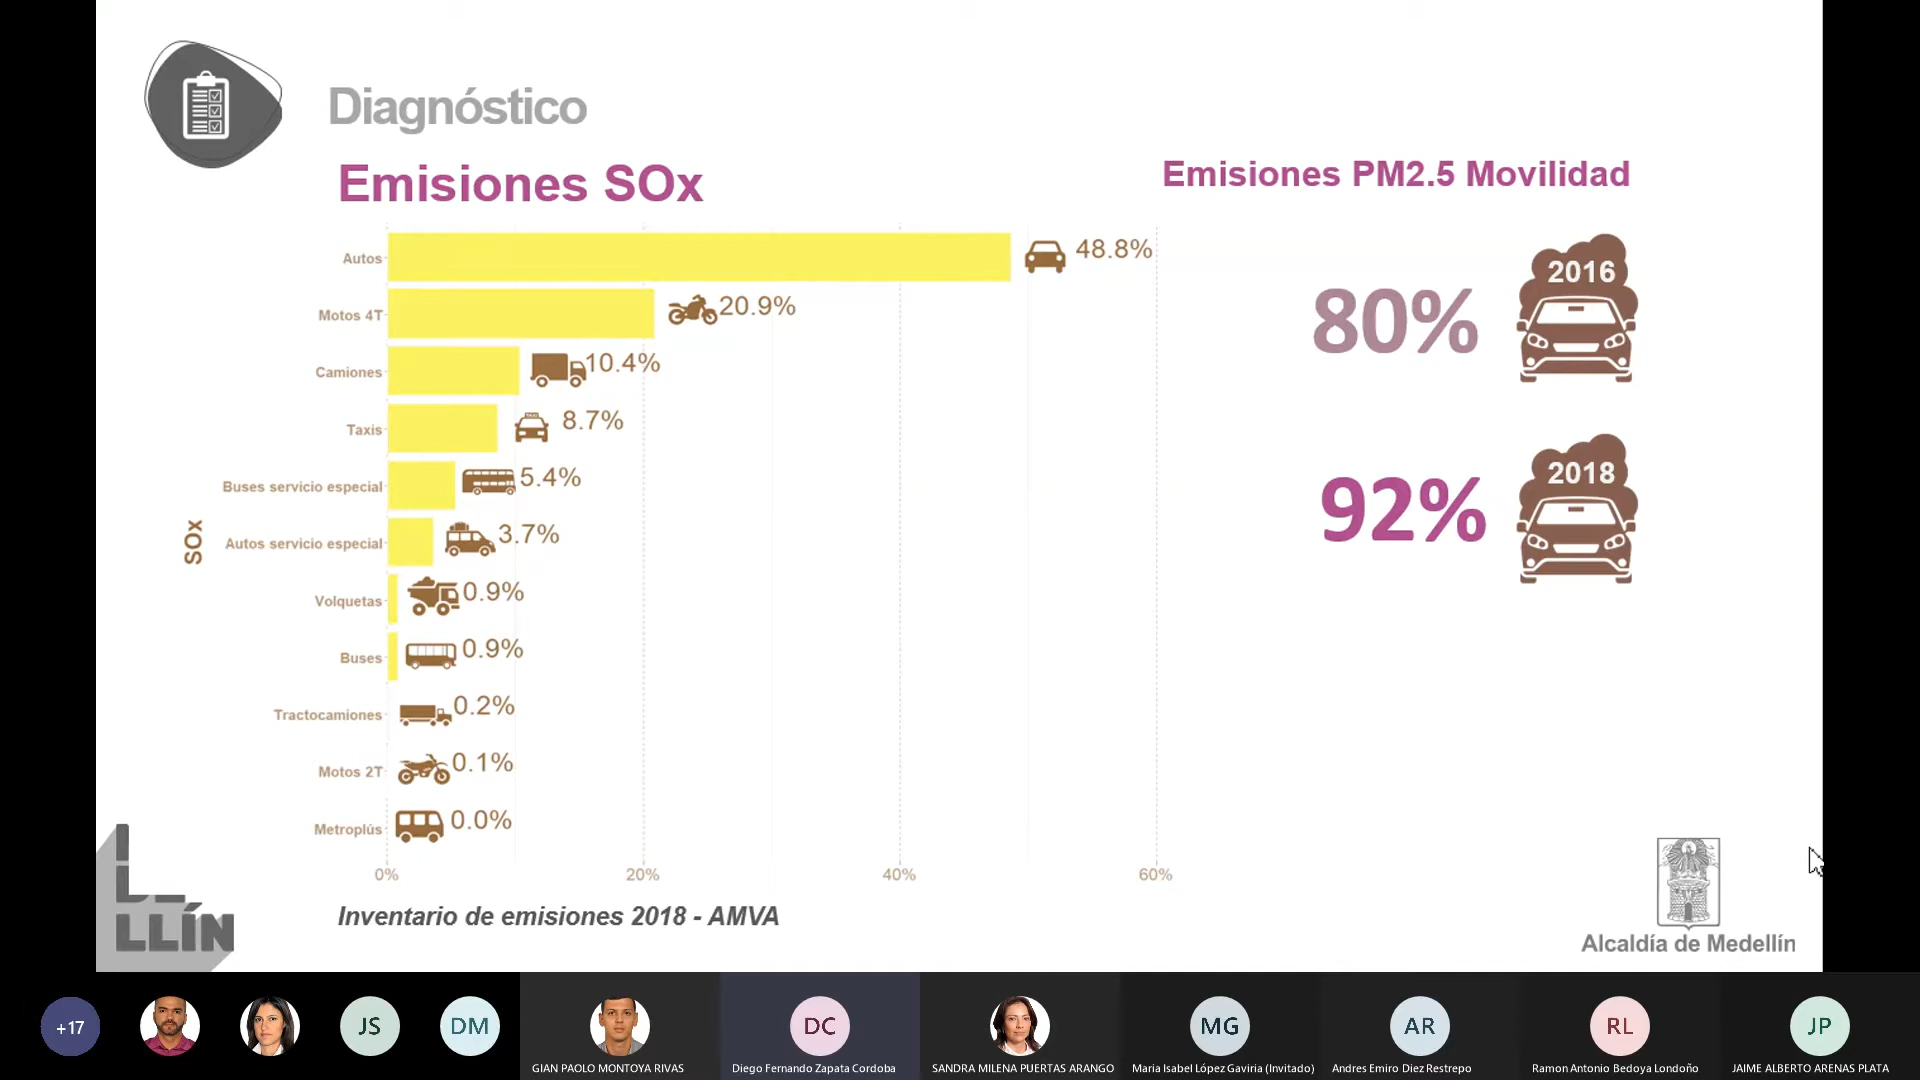 Diagnóstico
Emisiones SOx
Emisiones PM2.5 Movilidad
Autos
48.8%
Motos 4T
20.9%
Camiones
10.4%
Taxis
8.7%
Buses servicio especial
5.4%
Autos servicio especial
3.7%
Volquetas
0.9%
Buses
0.9%
Tractocamiones
0.2%
Motos 2T
0.1%
Metroplús
0.0%
SOx
0%
20%
40%
60%
80%
2016
92%
2018
Inventario de emisiones 2018 - AMVA
LLÍN
Alcaldía de Medellín
+17
JS
DM
GIAN PAOLO MONTOYA RIVAS
DC
Diego Fernando Zapata Cordoba
SANDRA MILENA PUERTAS ARANGO
MG
Maria Isabel López Gaviria (Invitado)
AR
Andres Emiro Diez Restrepo
RL
Ramon Antonio Bedoya Londoño
JP
JAIME ALBERTO ARENAS PLATA